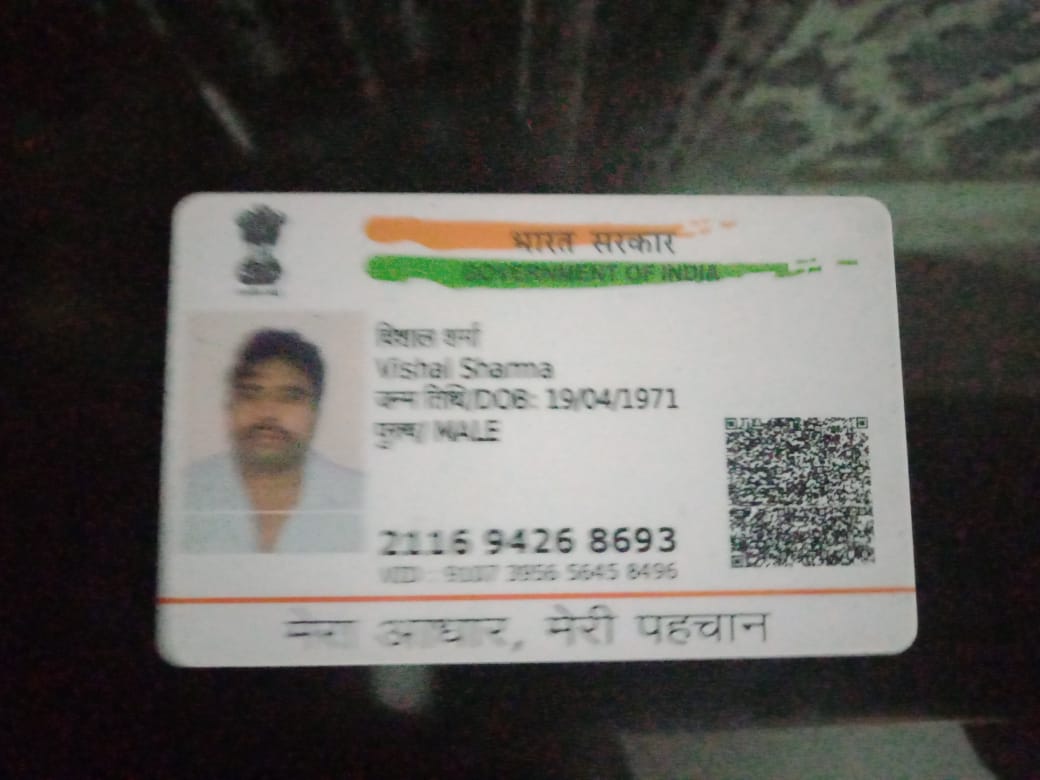 भारत सरकार
GOVERNMENT OF INDIA
विशाल शर्मा
Vishal Sharma
जन्म तिथि/DOB: 19/04/1971
पुरुष/ MALE
2116 9426 8693
VID : 9107 3956 5645 8496
मेरा आधार, मेरी पहचान